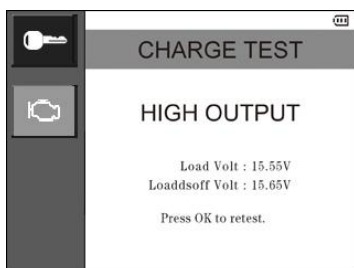 CHARGE TEST
HIGH OUTPUT
Load Volt : 15.55V
Loaddsoff Volt : 15.65V
Press OK to retest.